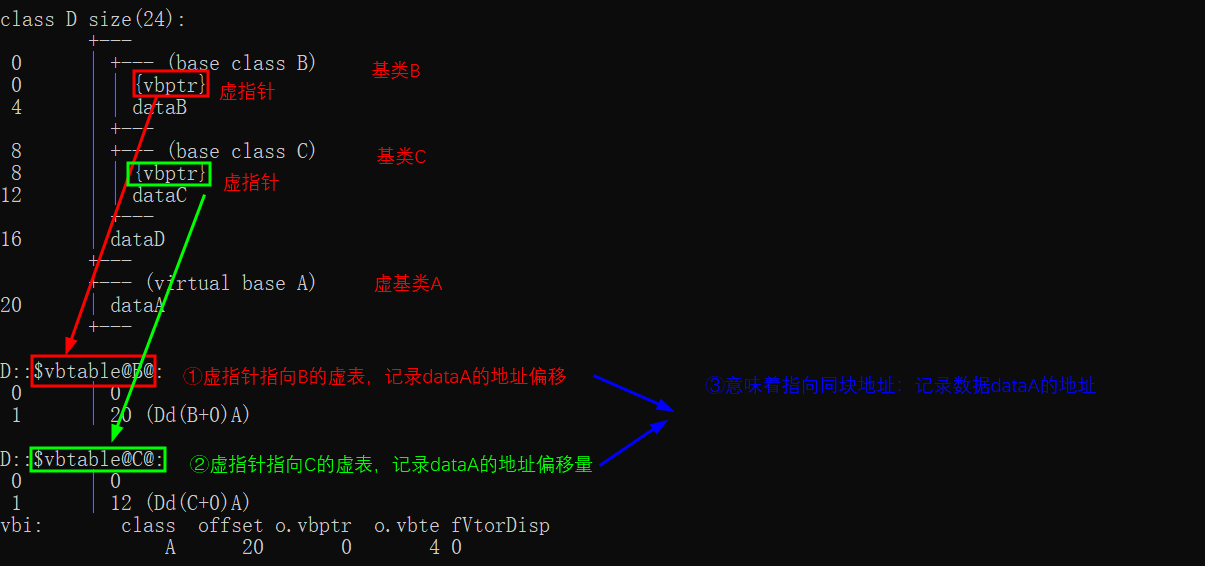 class D size(24):
+---
0 | +--- (base class B) 基类B
0 | | {vbptr} 虚指针
4 | | dataB
| +---
8 | +--- (base class C) 基类C
8 | | {vbptr} 虚指针
12 | | dataC
| +---
16 | dataD
+---
+--- (virtual base A) 虚基类A
20 | dataA
+---
D::$vbtable@B@: ①虚指针指向B的虚表，记录dataA的地址偏移
0 | 0
1 | 20 (Dd(B+0)A)
③意味着指向同块地址：记录数据dataA的地址
D::$vbtable@C@: ②虚指针指向C的虚表，记录dataA的地址偏移量
0 | 0
1 | 12 (Dd(C+0)A)
vbi: class offset o.vbptr o.vbte fVtorDisp
A 20 0 4 0